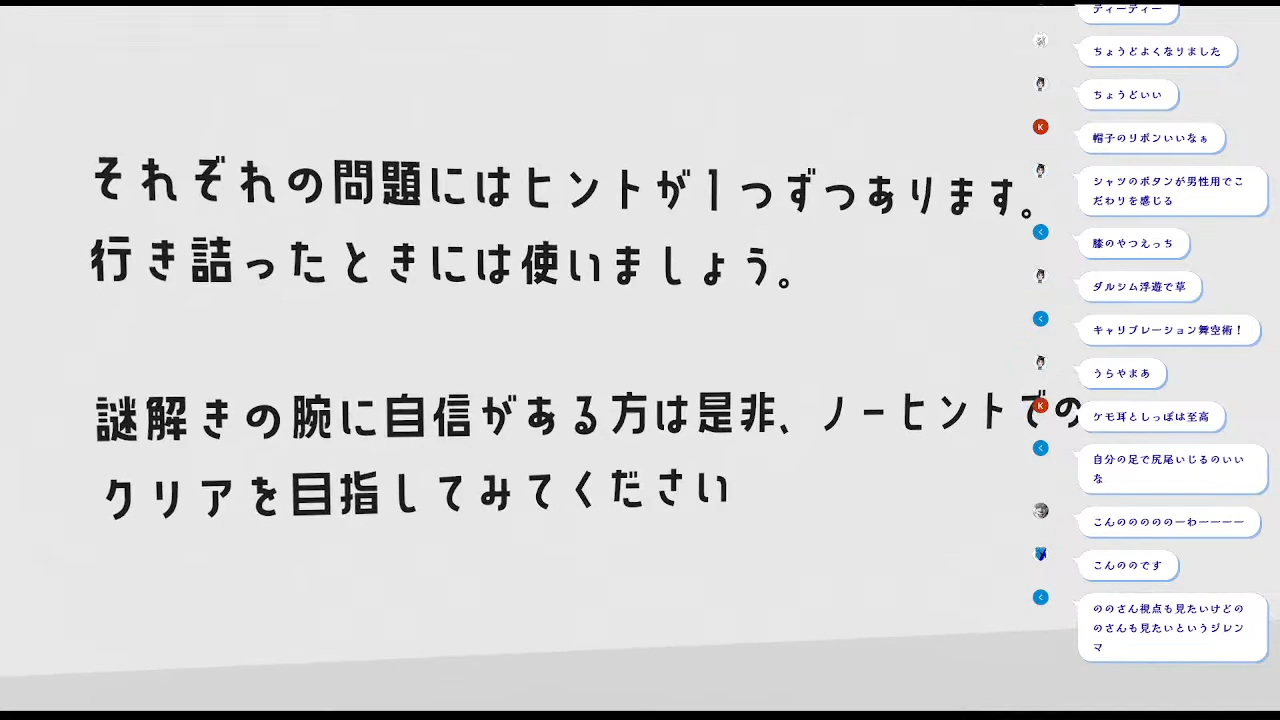 それぞれの問題にはヒントが1つずつあります。
行き詰ったときには使いましょう。
謎解きの腕に自信がある方は是非、ノーヒントでの
クリアを目指してみてください
ティーディー
ちょうどよくなりました
ちょうどいい
K
帽子のリボンいいなぁ
シャツのボタンが男性用でこ
だわりを感じる
く
膝のやつえっち
ダルシム浮遊で草
く
キャリブレーション舞空術！
うらやまあ
K
ケモ耳としっぽは至高
く
自分の足で尻尾いじるのいい
な
こんののののーわーーーー
こんののです
く
ののさん視点も見たいけどの
のさんも見たいというジレン
マ